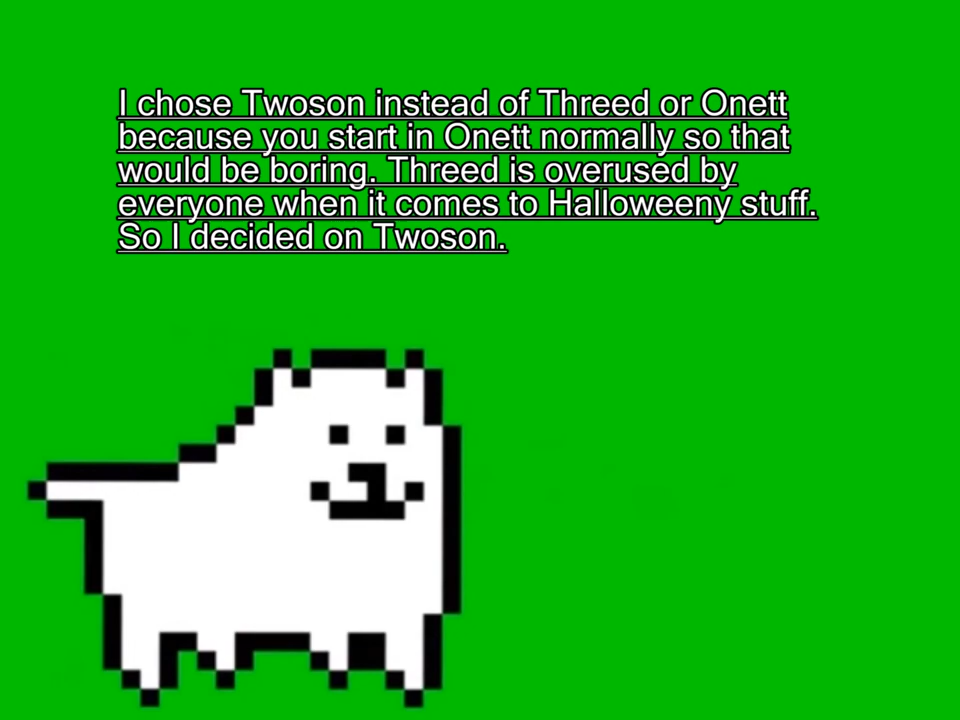 I chose Twoson instead of Threed or Onett
because you start in Onett normally so that
would be boring. Threed is overused by
everyone when it comes to Halloweeny stuff.
So I decided on Twoson.